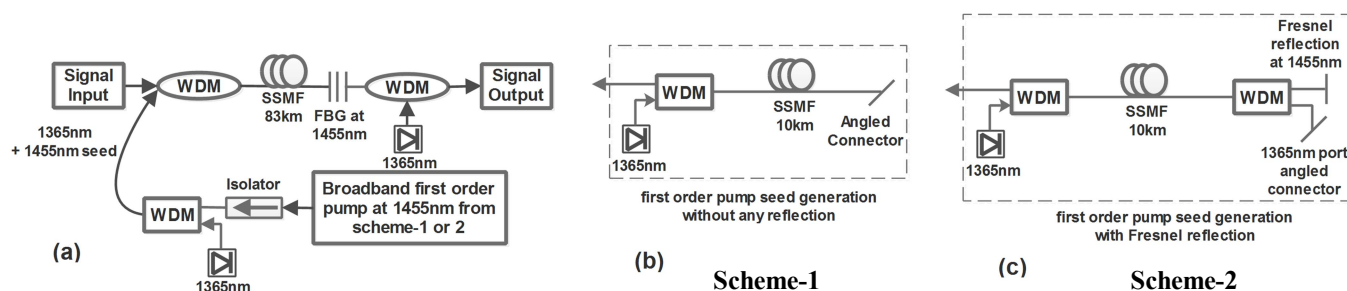 Signal
Input
WDM
SSMF
83km
FBG at
1455nm
WDM
Signal
Output
1365nm
1365nm
+ 1455nm seed
WDM
Isolator
Broadband first order
pump at 1455nm from
scheme-1 or 2
1365nm
(a)
WDM
SSMF
10km
Angled
Connector
1365nm
first order pump seed generation
without any reflection
(b)
Scheme-1
Fresnel
reflection
at 1455nm
WDM
SSMF
10km
WDM
1365nm
1365nm port
angled
connector
first order pump seed generation
with Fresnel reflection
(c)
Scheme-2